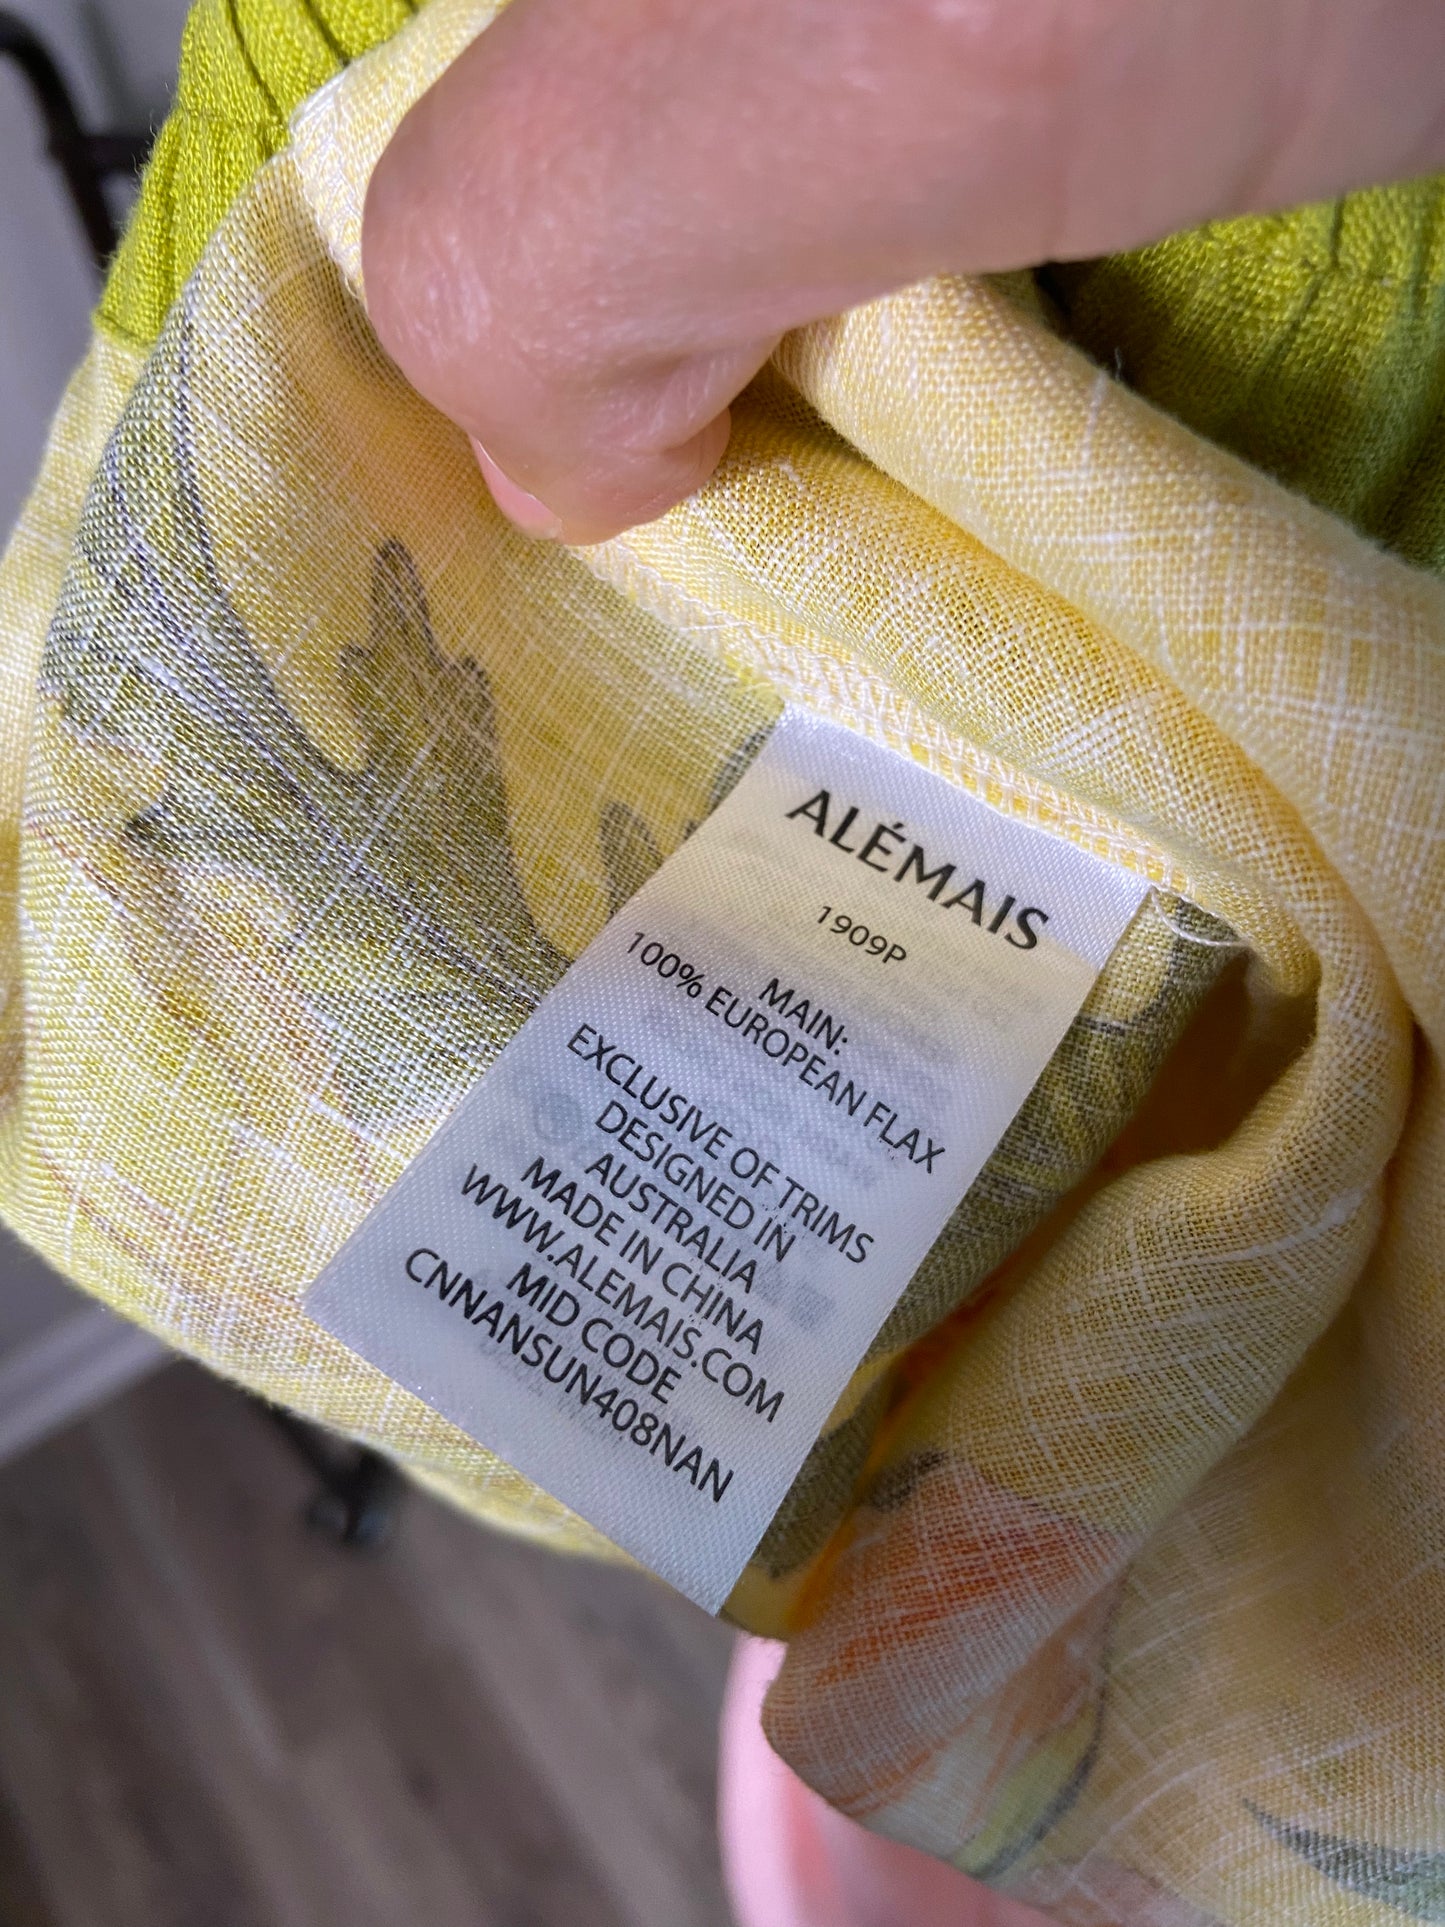 ALÉMAIS
1909P
MAIN:
100% EUROPEAN FLAX
EXCLUSIVE OF TRIMS
DESIGNED IN
AUSTRALIA
MADE IN CHINA
WWW.ALEMAIS.COM
MID CODE
CNNANSUN408NAN